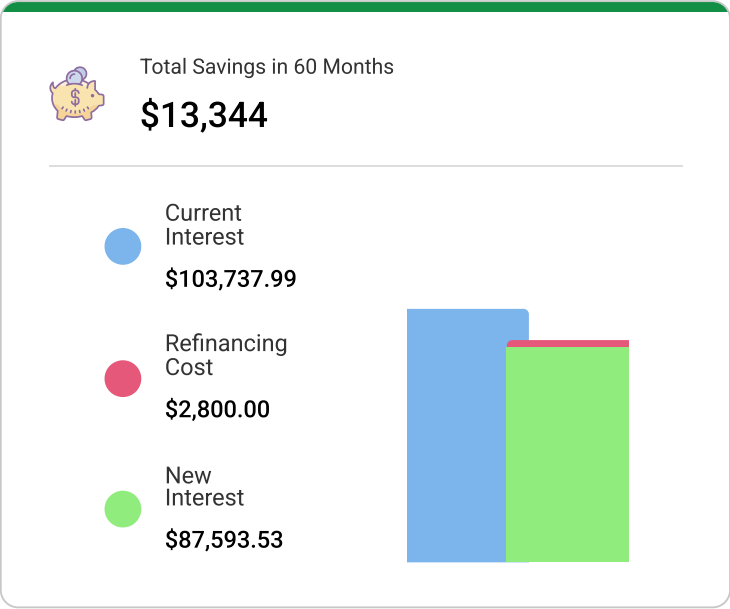 Total Savings in 60 Months
$13,344
$
Current
Interest
$103,737.99
Refinancing
Cost
$2,800.00
New
Interest
$87,593.53